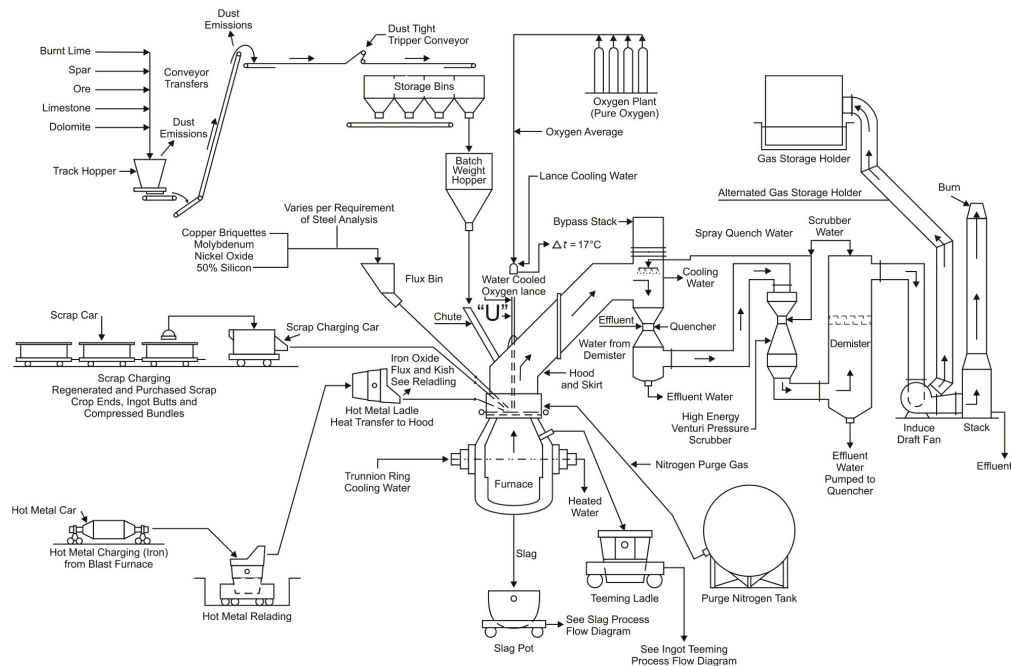 Dust
Emissions
Dust Tight
Tripper Conveyor
Burnt Lime
Spar
Ore
Limestone
Dolomite
Conveyor
Transfers
Dust
Emissions
Track Hopper
Storage Bins
Batch
Weight
Hopper
Oxygen Plant
(Pure Oxygen)
Oxygen Average
Lance Cooling Water
Δt = 17°C
Water Cooled
Oxygen lance
"U"
Gas Storage Holder
Alternated Gas Storage Holder
Burn
Varies per Requirement
of Steel Analysis
Copper Briquettes
Molybdenum
Nickel Oxide
50% Silicon
Flux Bin
Chute
Bypass Stack
Spray Quench Water
Scrubber
Water
Cooling
Water
Effluent
Quencher
Water from
Demister
Demister
Scrap Car
Scrap Charging Car
Scrap Charging
Regenerated and Purchased Scrap
Crop Ends, Ingot Butts and
Compressed Bundles
Iron Oxide
Flux and Kish
See Reladling
Hot Metal Ladle
Heat Transfer to Hood
Hood
and Skirt
Effluent Water
High Energy
Venturi Pressure
Scrubber
Induce
Draft Fan
Stack
Effluent
Effluent
Water
Pumped to
Quencher
Trunnion Ring
Cooling Water
Furnace
Heated
Water
Nitrogen Purge Gas
Hot Metal Car
Hot Metal Charging (Iron)
from Blast Furnace
Hot Metal Relading
Slag
Slag Pot
See Slag Process
Flow Diagram
Teeming Ladle
See Ingot Teeming
Process Flow Diagram
Purge Nitrogen Tank